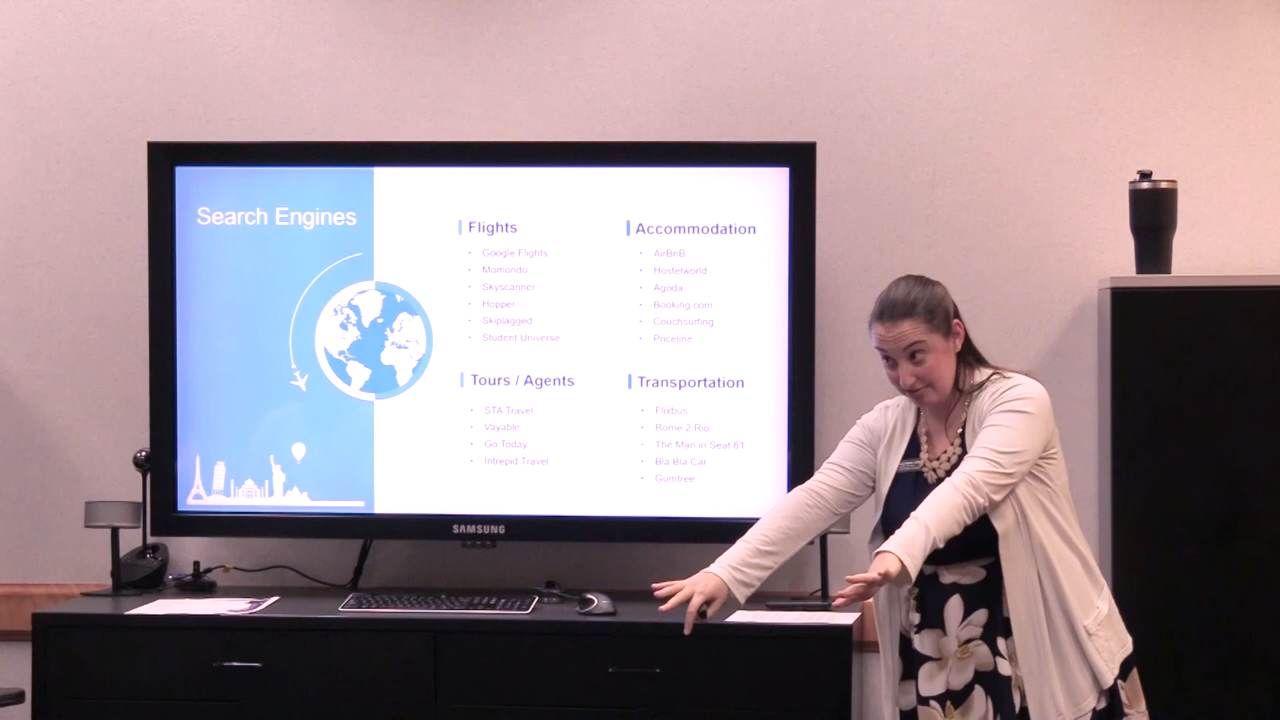 Search Engines
Flights
Google Flights
Momondo
Skyscanner
Hopper
Skiplagged
Student Universe
Accommodation
AirBnB
Hostelworld
Agoda
Booking.com
Couchsurfing
Priceline
Tours / Agents
STA Travel
Vayable
Go Today
Intrepid Travel
Transportation
Flixbus
Rome 2 Rio
The Man in Seat 61
Bla Bla Car
Gumtree
SAMSUNG